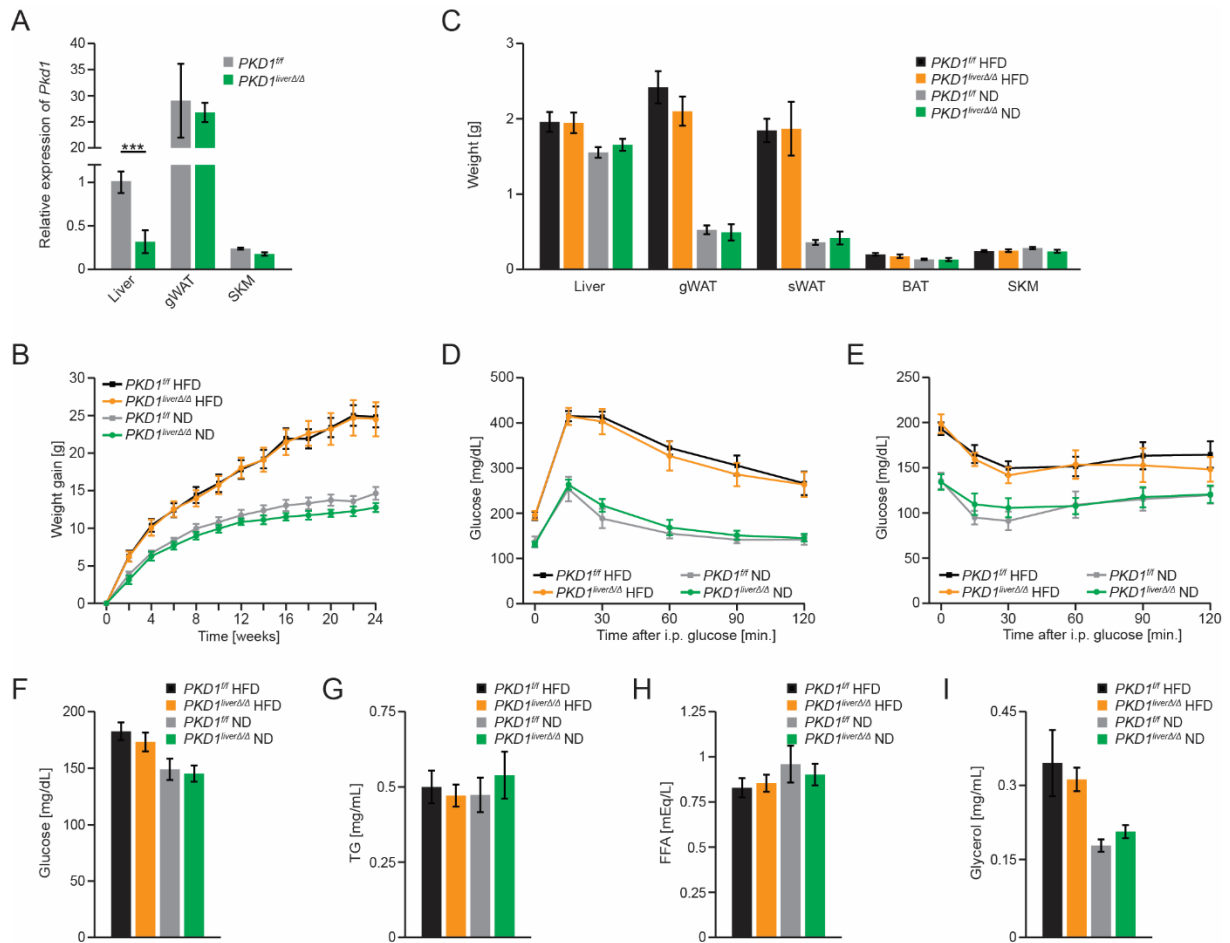 A
Relative expression of Pkd1
40
35
30
25
20
1
0.5
0
***
PKD1f/f
PKD1liverΔ/Δ
Liver
gWAT
SKM
C
Weight [g]
3
2
1
0
PKD1f/f HFD
PKD1liverΔ/Δ HFD
PKD1f/f ND
PKD1liverΔ/Δ ND
Liver
gWAT
sWAT
BAT
SKM
B
Weight gain [g]
30
25
20
15
10
5
0
PKD1f/f HFD
PKD1liverΔ/Δ HFD
PKD1f/f ND
PKD1liverΔ/Δ ND
0 4 8 12 16 20 24
Time [weeks]
D
Glucose [mg/dL]
500
400
300
200
100
0
PKD1f/f HFD
PKD1liverΔ/Δ HFD
PKD1f/f ND
PKD1liverΔ/Δ ND
0 30 60 90 120
Time after i.p. glucose [min.]
E
Glucose [mg/dL]
250
200
150
100
50
0
PKD1f/f HFD
PKD1liverΔ/Δ HFD
PKD1f/f ND
PKD1liverΔ/Δ ND
0 30 60 90 120
Time after i.p. glucose [min.]
F
Glucose [mg/dL]
200
150
100
50
0
PKD1f/f HFD
PKD1liverΔ/Δ HFD
PKD1f/f ND
PKD1liverΔ/Δ ND
G
TG [mg/mL]
0.75
0.5
0.25
0
PKD1f/f HFD
PKD1liverΔ/Δ HFD
PKD1f/f ND
PKD1liverΔ/Δ ND
H
FFA [mEq/L]
1.25
1
0.75
0.5
0.25
0
PKD1f/f HFD
PKD1liverΔ/Δ HFD
PKD1f/f ND
PKD1liverΔ/Δ ND
I
Glycerol [mg/mL]
0.45
0.3
0.15
0
PKD1f/f HFD
PKD1liverΔ/Δ HFD
PKD1f/f ND
PKD1liverΔ/Δ ND